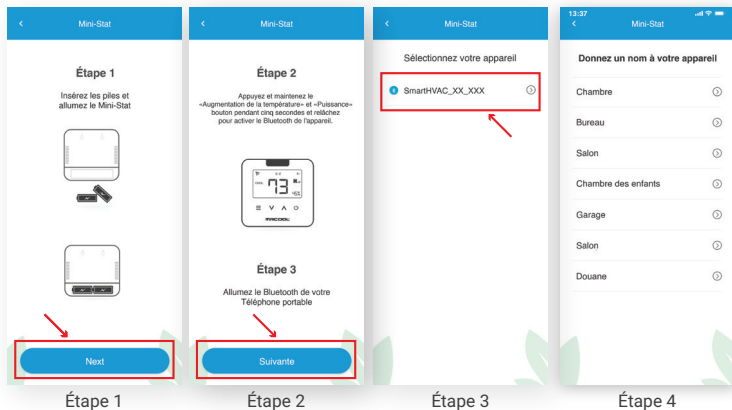 Mini-Stat
Étape 1
Insérez les piles et
allumez le Mini-Stat
Next
Étape 1
Mini-Stat
Étape 2
Appuyez et maintenez le
«Augmentation de la température» et «Puissance»
bouton pendant cinq secondes et relâchez
pour activer le Bluetooth de l'appareil.
73
MRCOOL
Étape 3
Allumez le Bluetooth de votre
Téléphone portable
Suivante
Étape 2
Mini-Stat
Sélectionnez votre appareil
SmartHVAC_XX_XXX
Étape 3
13:37
Mini-Stat
Donnez un nom à votre appareil
Chambre
Bureau
Salon
Chambre des enfants
Garage
Salon
Douane
Étape 4